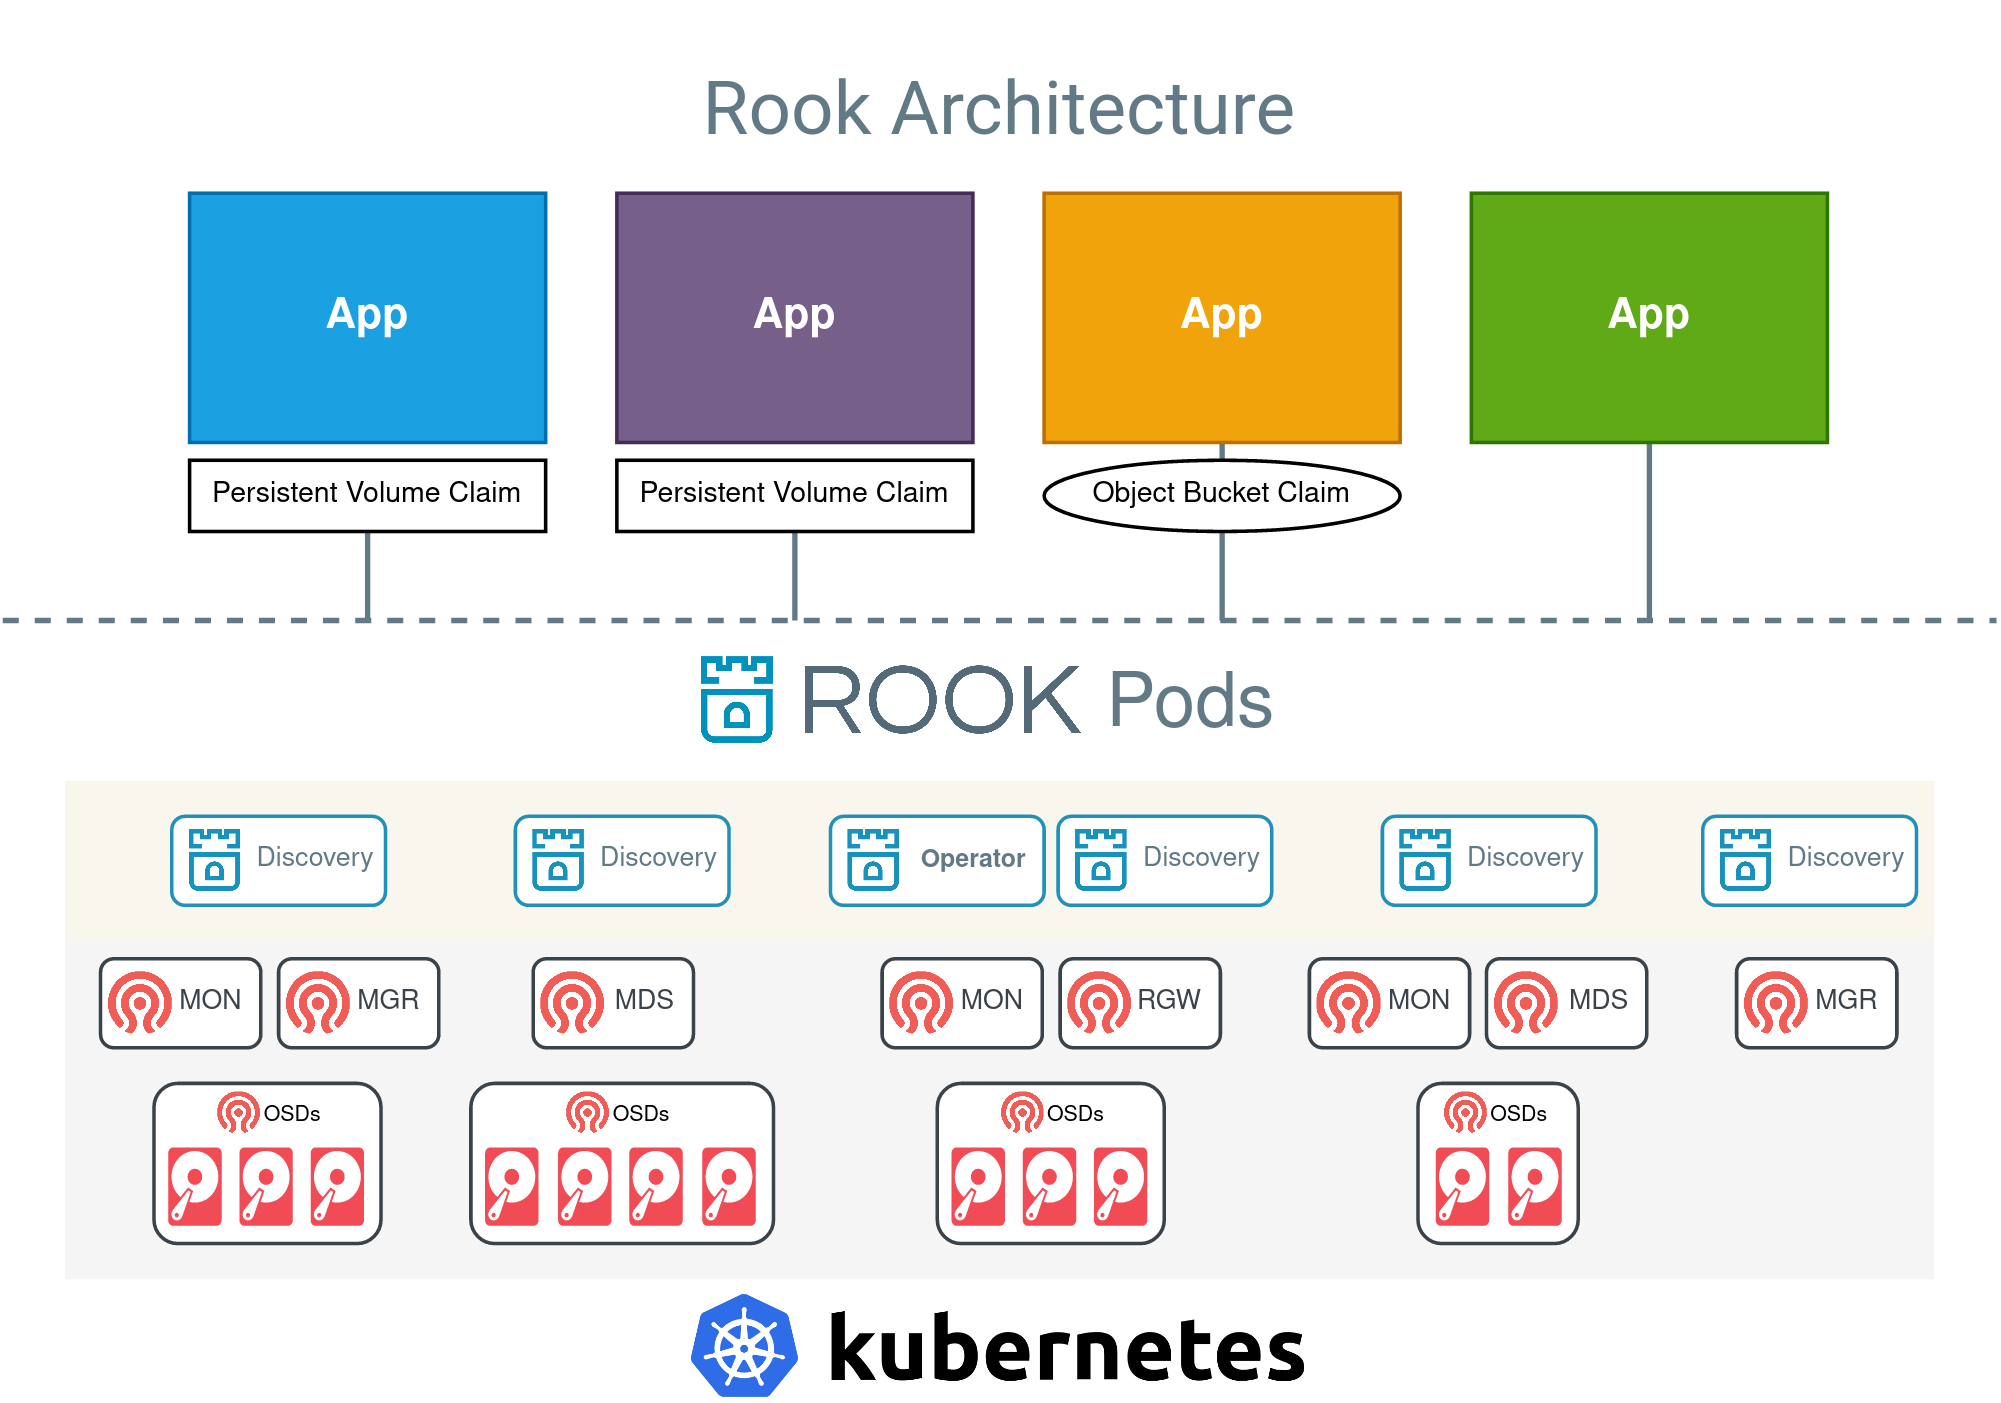 Rook Architecture
App
App
App
App
Persistent Volume Claim
Persistent Volume Claim
Object Bucket Claim
ROOK Pods
Discovery
Discovery
Operator
Discovery
Discovery
Discovery
MON
MGR
MDS
MON
RGW
MON
MDS
MGR
OSDs
OSDs
OSDs
OSDs
kubernetes